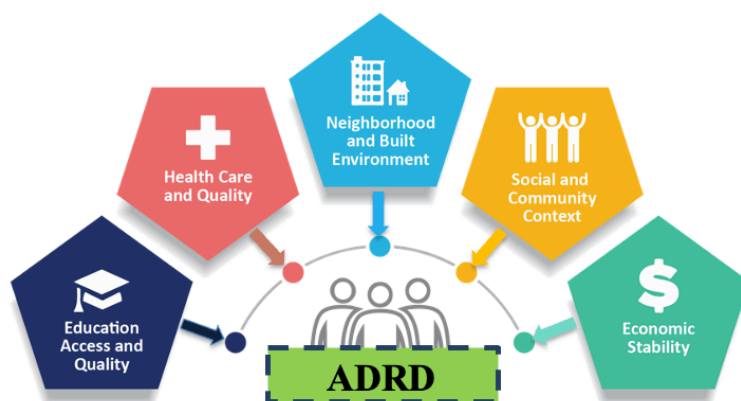 Neighborhood
and Built
Environment
Health Care
and Quality
Social and
Community
Context
Education
Access and
Quality
Economic
Stability
ADRD